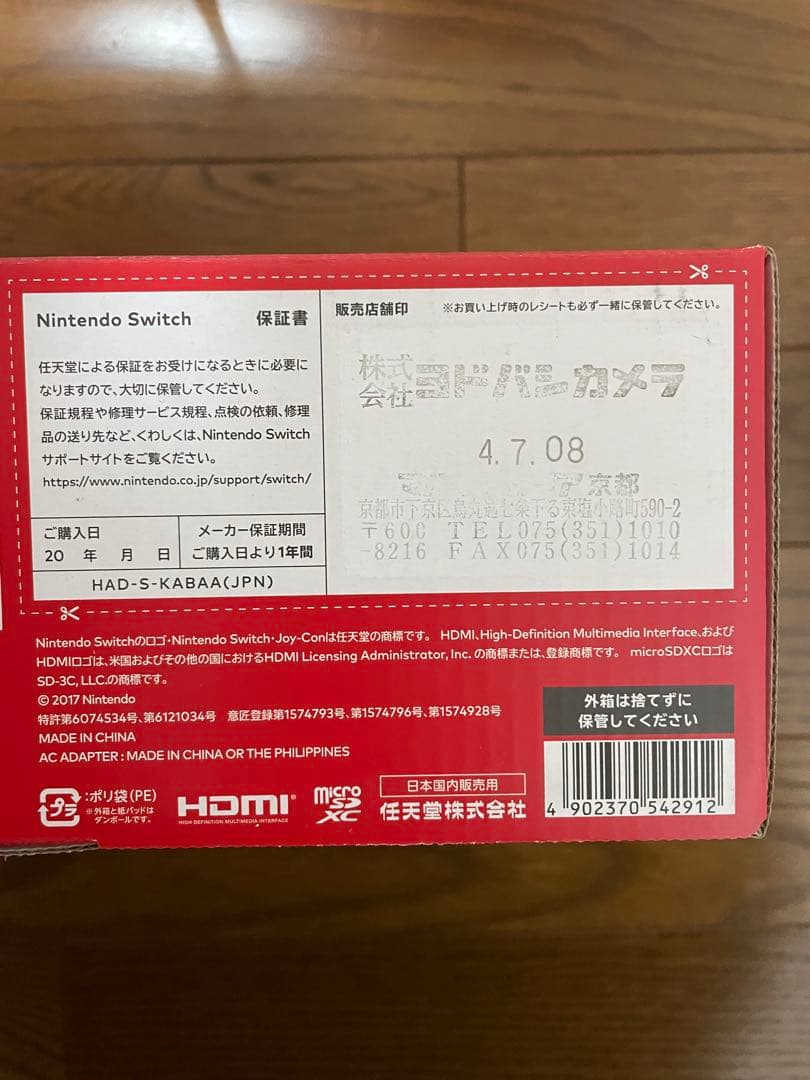 Nintendo Switch 保証書
任天堂による保証をお受けになるときに必要に
なりますので、大切に保管してください。
保証規程や修理サービス規程、点検の依頼、修理
品の送り先など、くわしくは、Nintendo Switch
サポートサイトをご覧ください。
https://www.nintendo.co.jp/support/switch/
ご購入日
20 年 月 日
メーカー保証期間
ご購入日より1年間
HAD-S-KABAA(JPN)
販売店舗印 ※お買い上げ時のレシートも必ず一緒に保管してください。
株式会社ヨドバシカメラ
4.7.08
京都
京都市下京区烏丸通七条下る東塩小路町590-2
〒600 TEL075(351)1010
-8216 FAX075(351)1014
Nintendo Switchのロゴ・Nintendo Switch・Joy-Conは任天堂の商標です。 HDMI、High-Definition Multimedia Interface、および
HDMIロゴは、米国およびその他の国におけるHDMI Licensing Administrator, Inc. の商標または、登録商標です。 microSDXCロゴは
SD-3C, LLC.の商標です。
© 2017 Nintendo
特許第6074534号、第6121034号 意匠登録第1574793号、第1574796号、第1574928号
MADE IN CHINA
AC ADAPTER : MADE IN CHINA OR THE PHILIPPINES
外箱は捨てずに
保管してください
プラ
:ポリ袋(PE)
※外箱と紙パッドは
ダンボールです。
HDMI
HIGH DEFINITION MULTIMEDIA INTERFACE
micro
SD
XC
日本国内販売用
任天堂株式会社
4 902370 542912